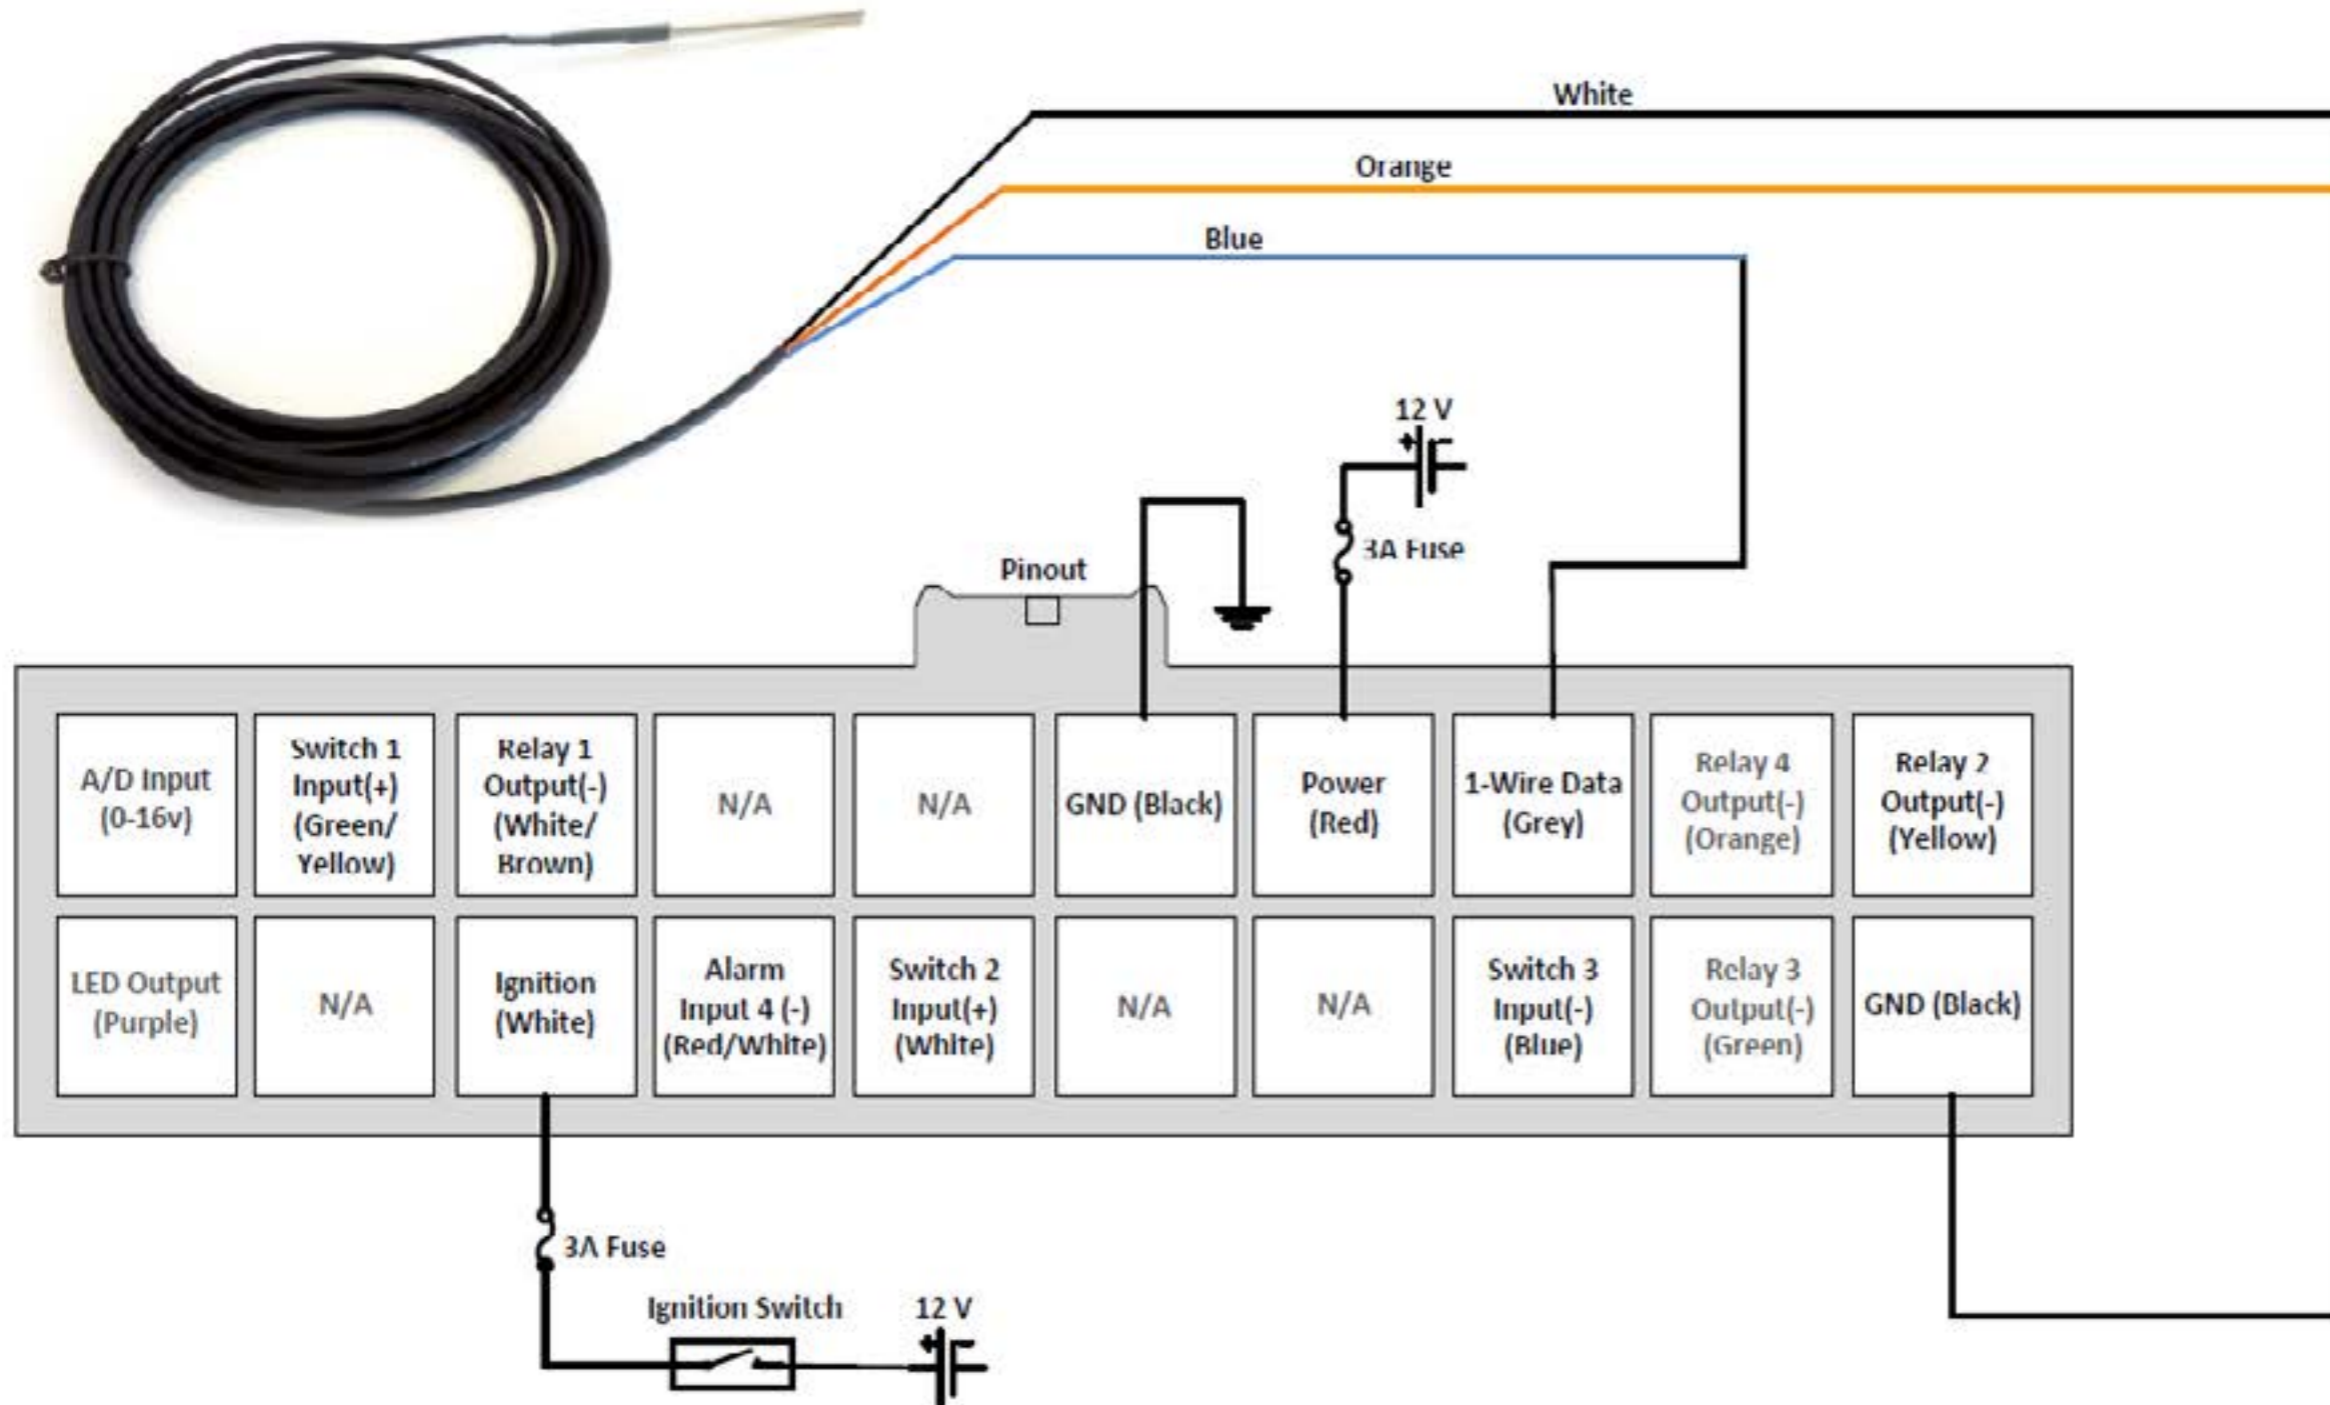 White
Orange
Blue
12 V
3A Fuse
Pinout
A/D Input
(0-16v)
Switch 1
Input(+)
(Green/
Yellow)
Relay 1
Output(-)
(White/
Brown)
N/A
N/A
GND (Black)
Power
(Red)
1-Wire Data
(Grey)
Relay 4
Output(-)
(Orange)
Relay 2
Output(-)
(Yellow)
LED Output
(Purple)
N/A
Ignition
(White)
Alarm
Input 4 (-)
(Red/White)
Switch 2
Input(+)
(White)
N/A
N/A
Switch 3
Input(-)
(Blue)
Relay 3
Output(-)
(Green)
GND (Black)
3A Fuse
Ignition Switch
12 V